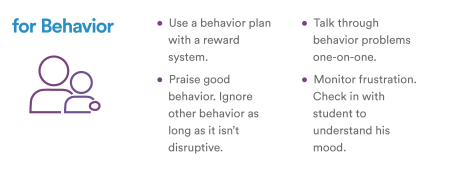 for Behavior
• Use a behavior plan
with a reward
system.
• Praise good
behavior. Ignore
other behavior as
long as it isn't
disruptive.
• Talk through
behavior problems
one-on-one.
• Monitor frustration.
Check in with
student to
understand his
mood.